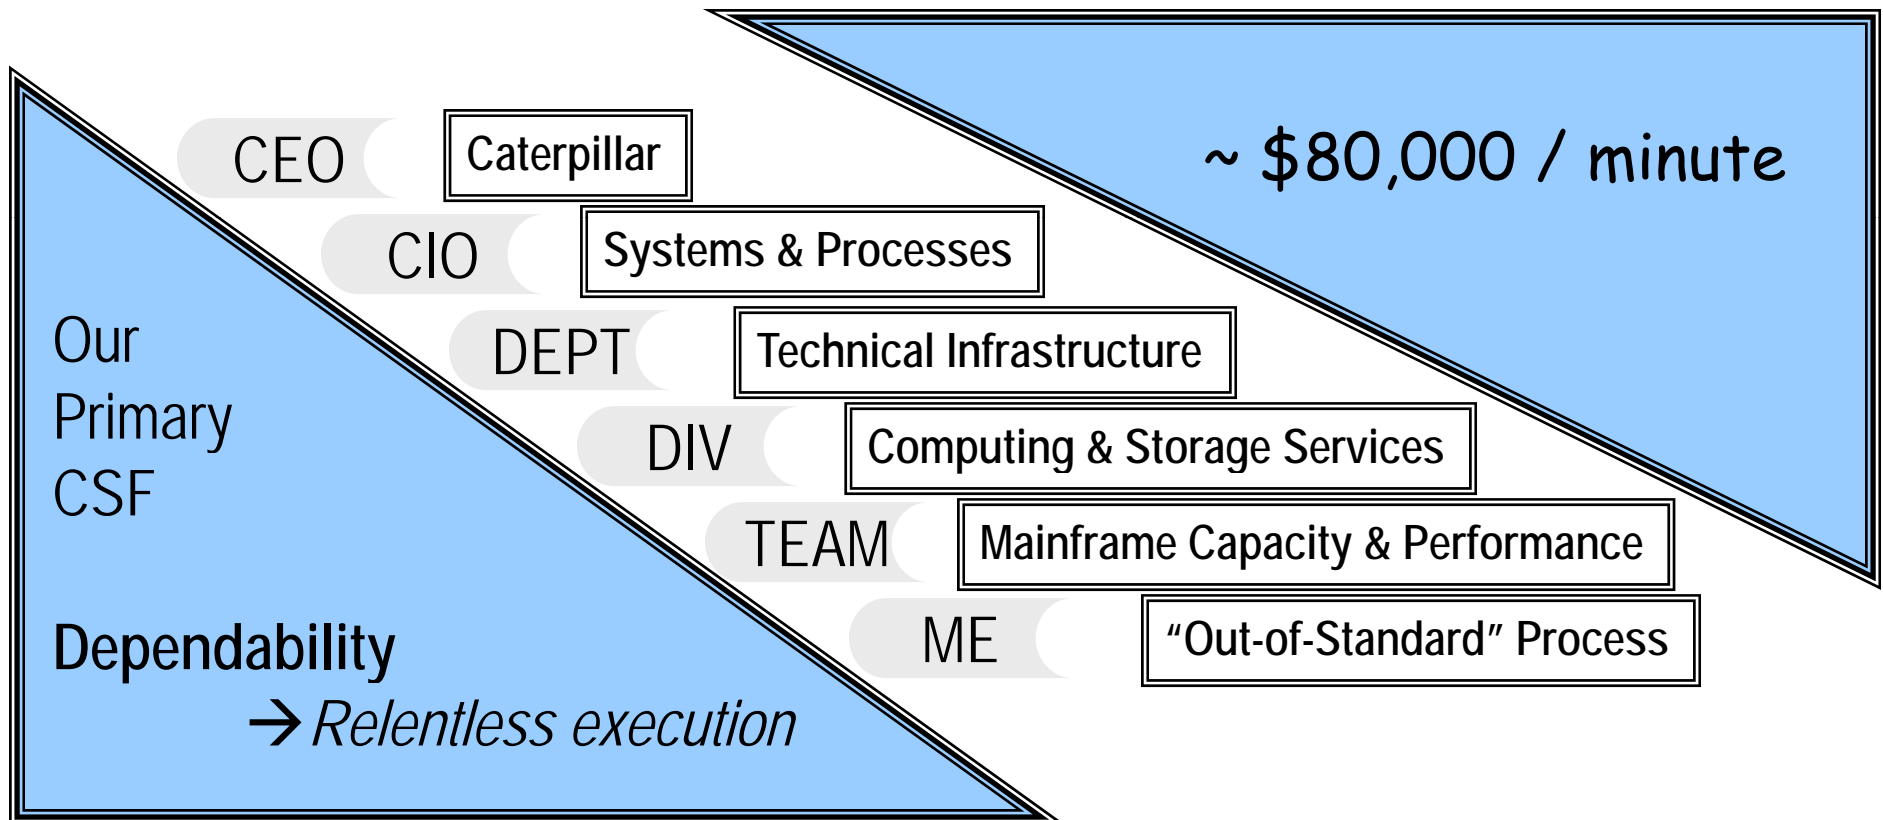 ~ $80,000 / minute
CEO Caterpillar
CIO Systems & Processes
DEPT Technical Infrastructure
DIV Computing & Storage Services
TEAM Mainframe Capacity & Performance
ME “Out-of-Standard” Process
Our
Primary
CSF
Dependability
→ Relentless execution